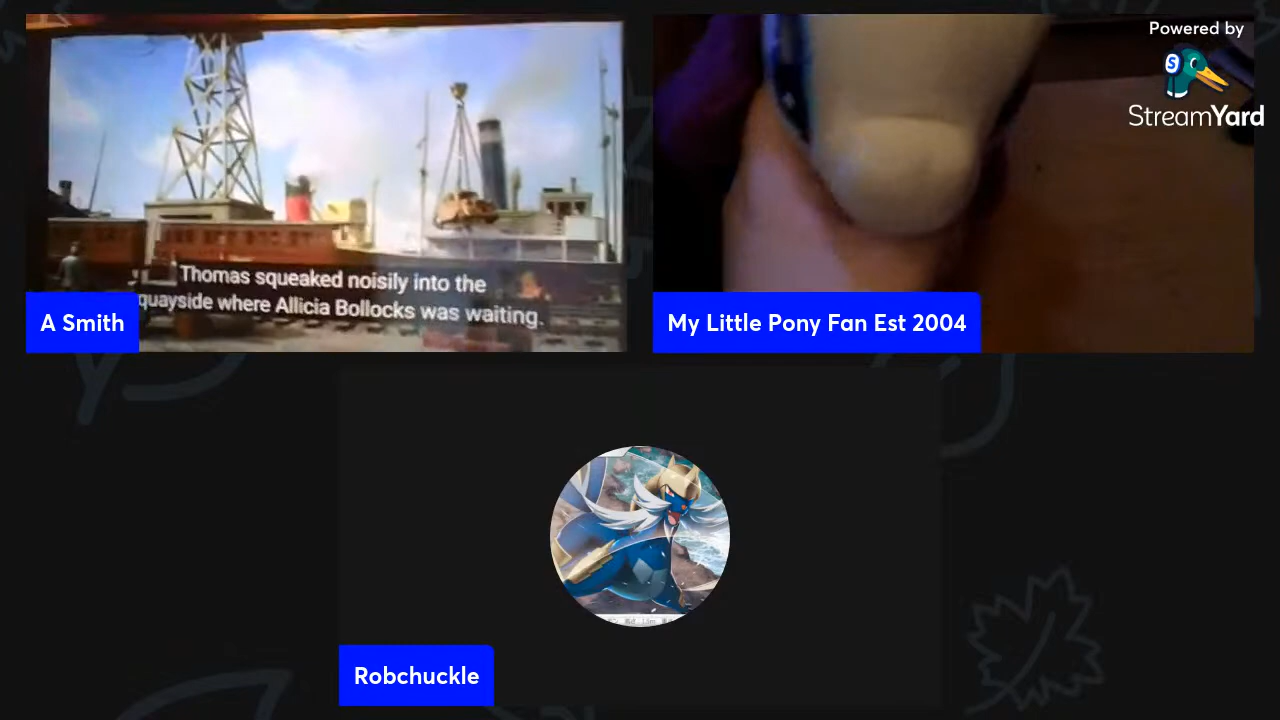 Powered by
S
StreamYard
Thomas squeaked noisily into the
quayside where Allicia Bollocks was waiting.
A Smith
My Little Pony Fan Est 2004
Robchuckle